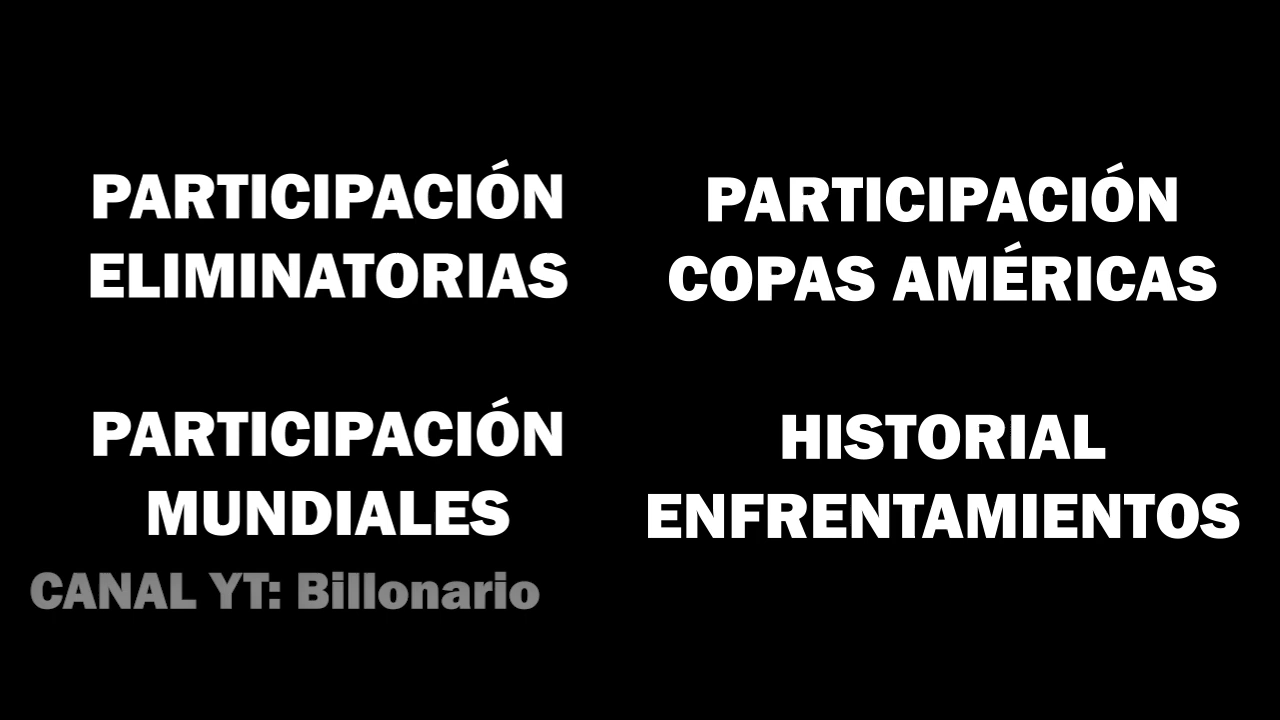 PARTICIPACIÓN
ELIMINATORIAS
PARTICIPACIÓN
COPAS AMÉRICAS
PARTICIPACIÓN
MUNDIALES
HISTORIAL
ENFRENTAMIENTOS
CANAL YT: Billonario